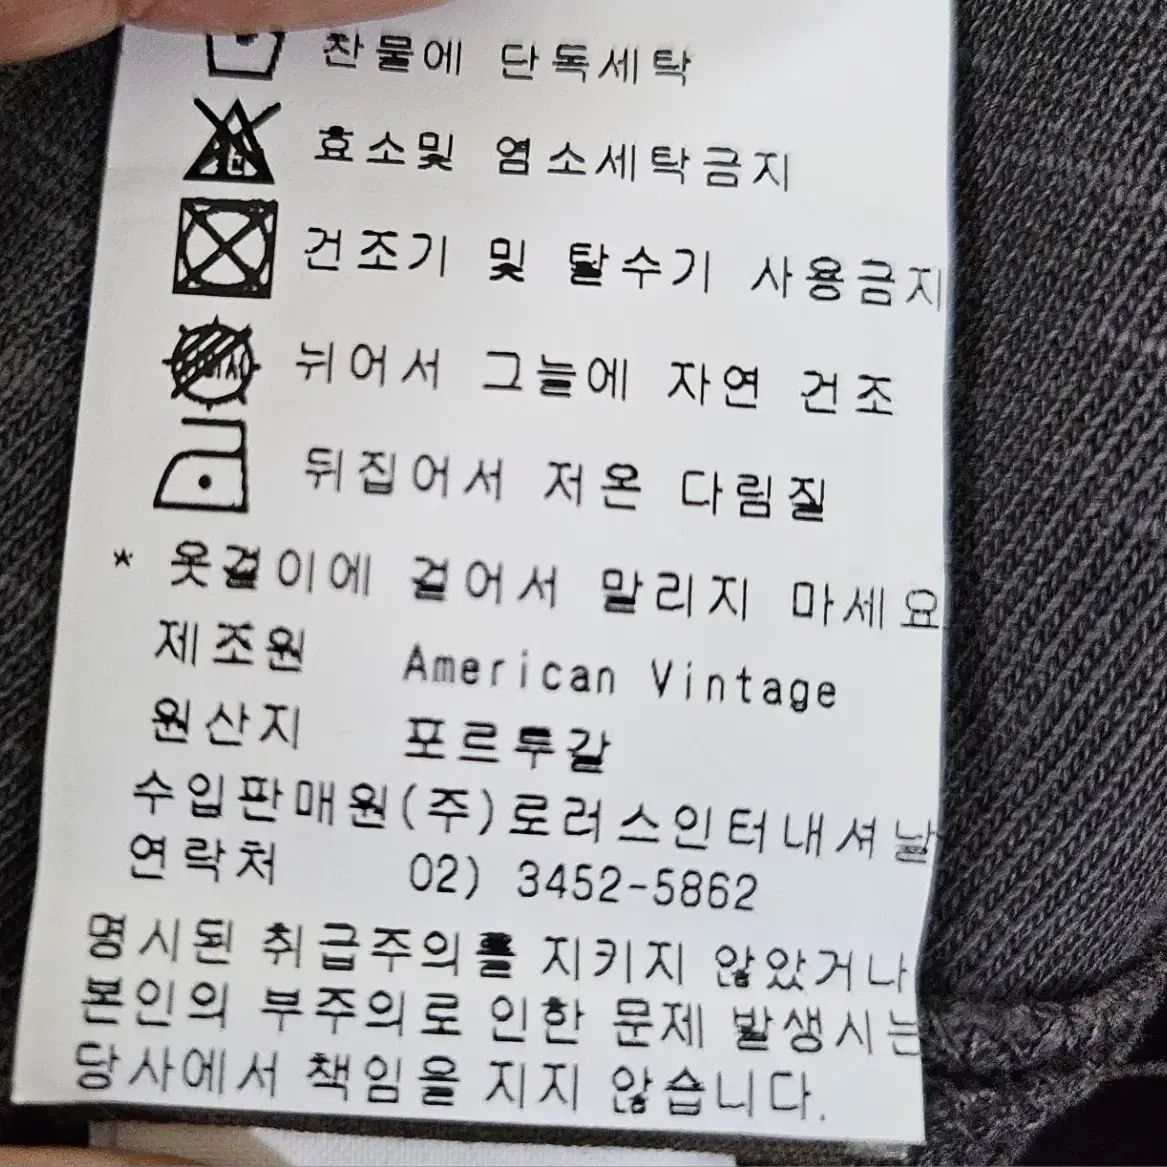 찬물에 단독세탁
효소및 염소세탁금지
건조기 및 탈수기 사용금지
뉘어서 그늘에 자연 건조
뒤집어서 저온 다림질
* 옷걸이에 걸어서 말리지 마세요
제조원 American Vintage
원산지 포르투갈
수입판매원(주)로러스인터내셔날
연락처 02) 3452-5862
명시된 취급주의를 지키지 않았거나
본인의 부주의로 인한 문제 발생시는
당사에서 책임을 지지 않습니다.